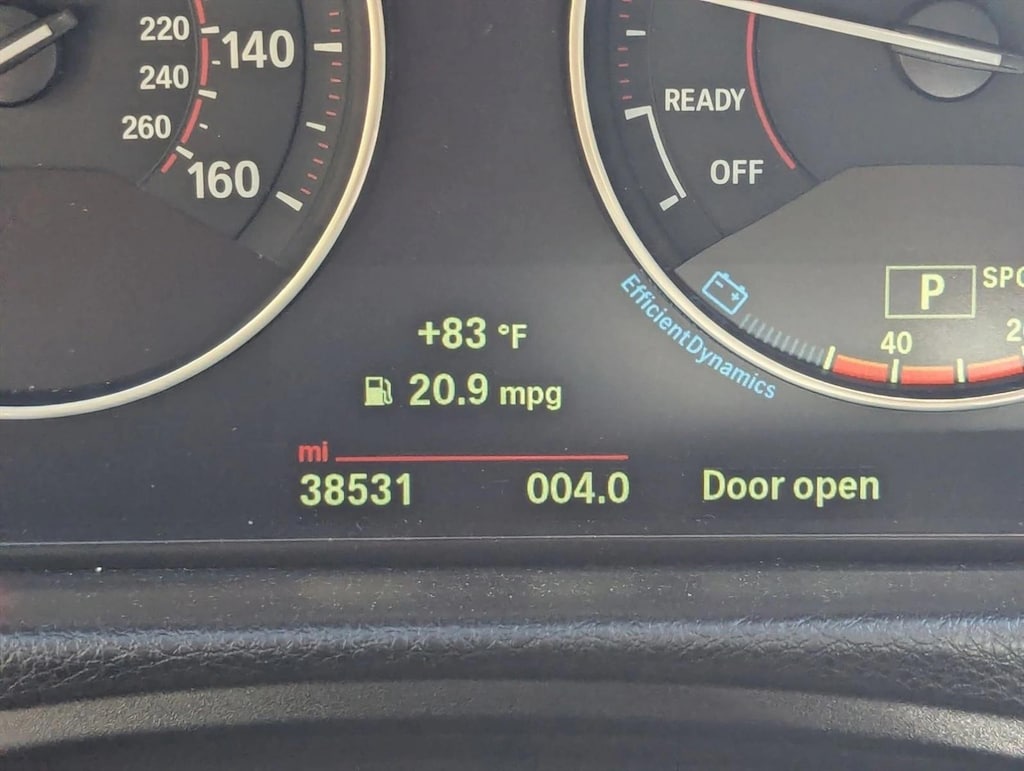 220
140
240
260
160
READY
OFF
EfficientDynamics
P
40
+83 °F
20.9 mpg
mi
38531 004.0 Door open